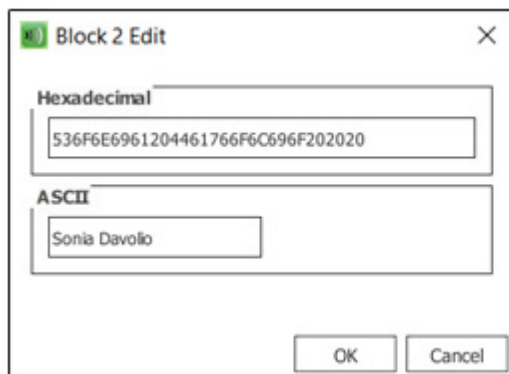 Block 2 Edit
Hexadecimal
536F6E6961204461766F6C696F202020
ASCII
Sonia Davolio
OK Cancel